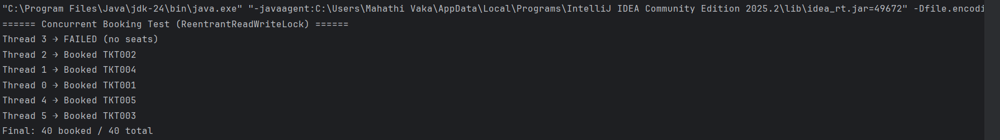 "C:\Program Files\Java\jdk-24\bin\java.exe" "-javaagent:C:\Users\Mahathi Vaka\AppData\Local\Programs\IntelliJ IDEA Community Edition 2025.2\lib\idea_rt.jar=49672" -Dfile.encodi
====== Concurrent Booking Test (ReentrantReadWriteLock) ======
Thread 3 → FAILED (no seats)
Thread 2 → Booked TKT002
Thread 1 → Booked TKT004
Thread 0 → Booked TKT001
Thread 4 → Booked TKT005
Thread 5 → Booked TKT003
Final: 40 booked / 40 total